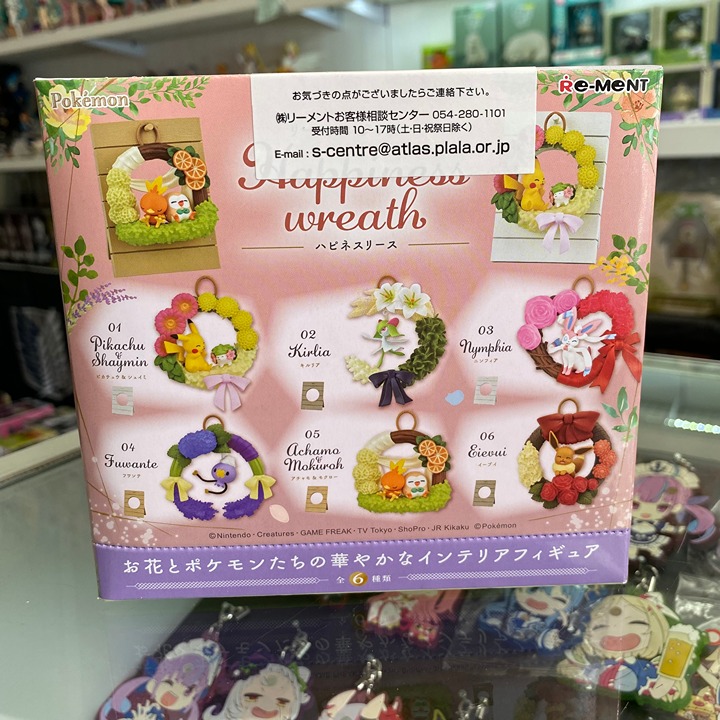 Pokémon
Re-MeNT
お気づきの点がございましたらご連絡下さい。
㈱リーメントお客様相談センター 054-280-1101
受付時間 10〜17時(土・日・祝祭日除く)
E-mail : s-centre@atlas.plala.or.jp
Happiness
wreath
ハピネスリース
01
Pikachu
&
Shaymin
ピカチュウ&シェイミ
02
Kirlia
キルリア
03
Nymphia
ニンフィア
04
Fuwante
フワンテ
05
Achamo
&
Mokuroh
アチャモ&モクロー
06
Eievui
イーブイ
©Nintendo・Creatures・GAME FREAK・TV Tokyo・ShoPro・JR Kikaku ©Pokémon
お花とポケモンたちの華やかなインテリアフィギュア
全6種類